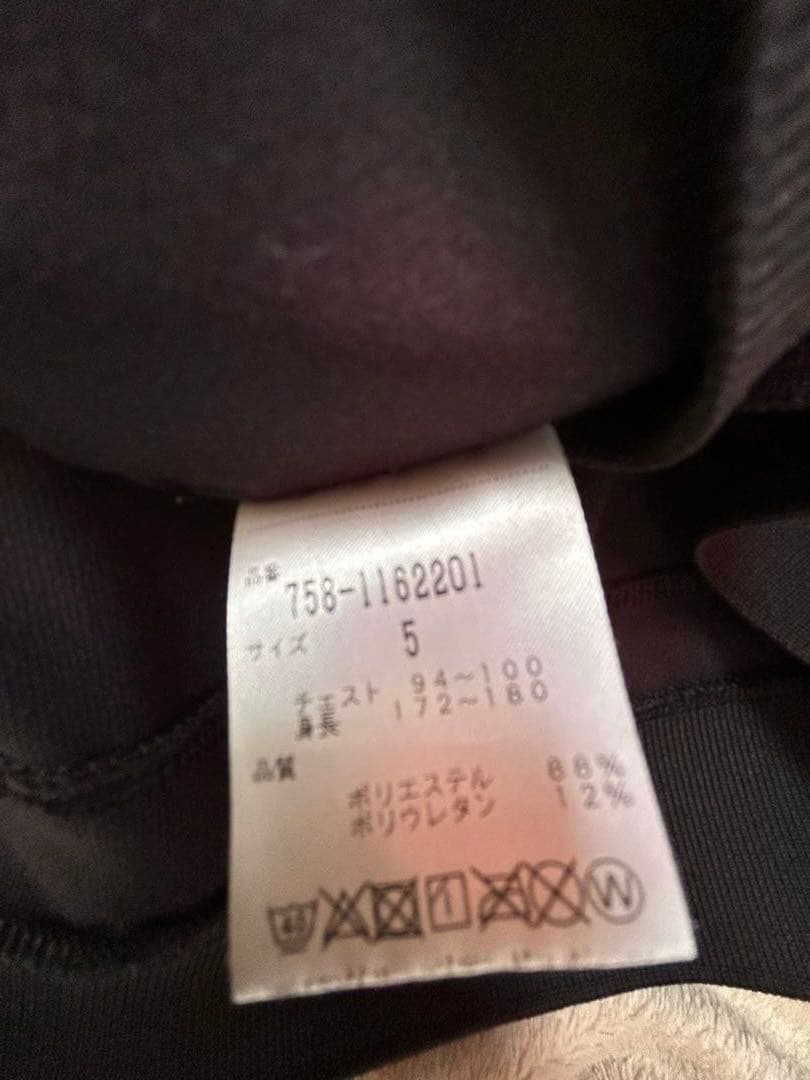 品番 758-1162201
サイズ 5
チェスト 94~100
身長 172~180
品質
ポリエステル 88%
ポリウレタン 12%
40 W